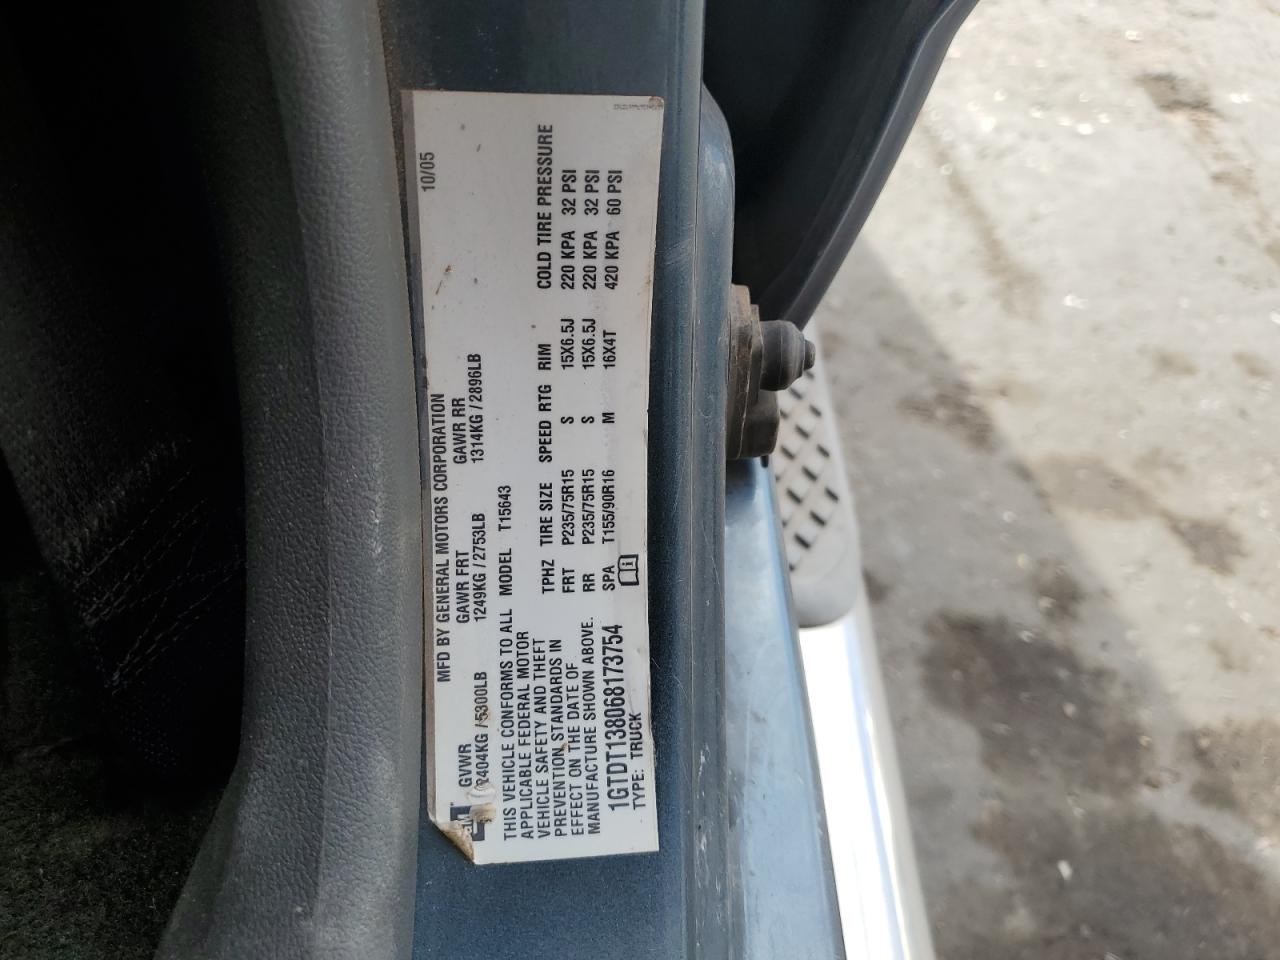 MFD BY GENERAL MOTORS CORPORATION 10/05
GVWR GAWR FRT GAWR RR
2404KG / 5300LB 1249KG / 2753LB 1314KG / 2896LB
THIS VEHICLE CONFORMS TO ALL
APPLICABLE FEDERAL MOTOR
VEHICLE SAFETY AND THEFT
PREVENTION STANDARDS IN
EFFECT ON THE DATE OF
MANUFACTURE SHOWN ABOVE.
1GTDT138068173754
TYPE: TRUCK
MODEL T15643
TPHZ TIRE SIZE SPEED RTG RIM COLD TIRE PRESSURE
FRT P235/75R15 S 15X6.5J 220 KPA 32 PSI
RR P235/75R15 S 15X6.5J 220 KPA 32 PSI
SPA T155/90R16 M 16X4T 420 KPA 60 PSI